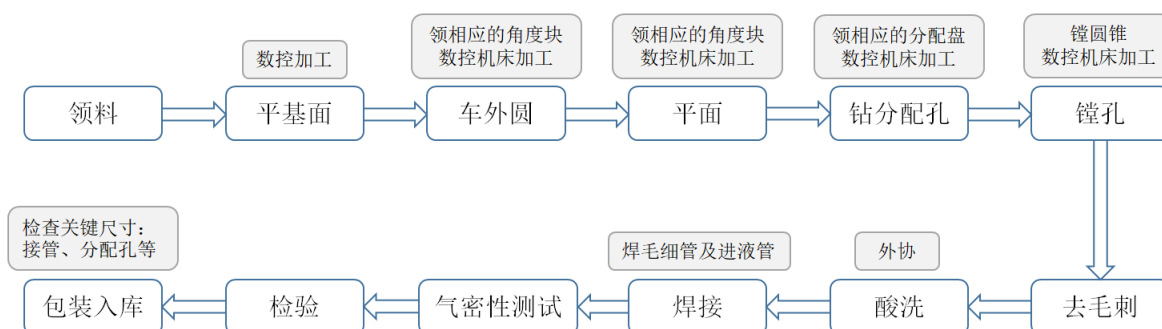 数控加工
领相应的角度块
数控机床加工
领相应的角度块
数控机床加工
领相应的分配盘
数控机床加工
镗圆锥
数控机床加工
领料
平基面
车外圆
平面
钻分配孔
镗孔
检查关键尺寸：
接管、分配孔等
焊毛细管及进液管
外协
包装入库
检验
气密性测试
焊接
酸洗
去毛刺